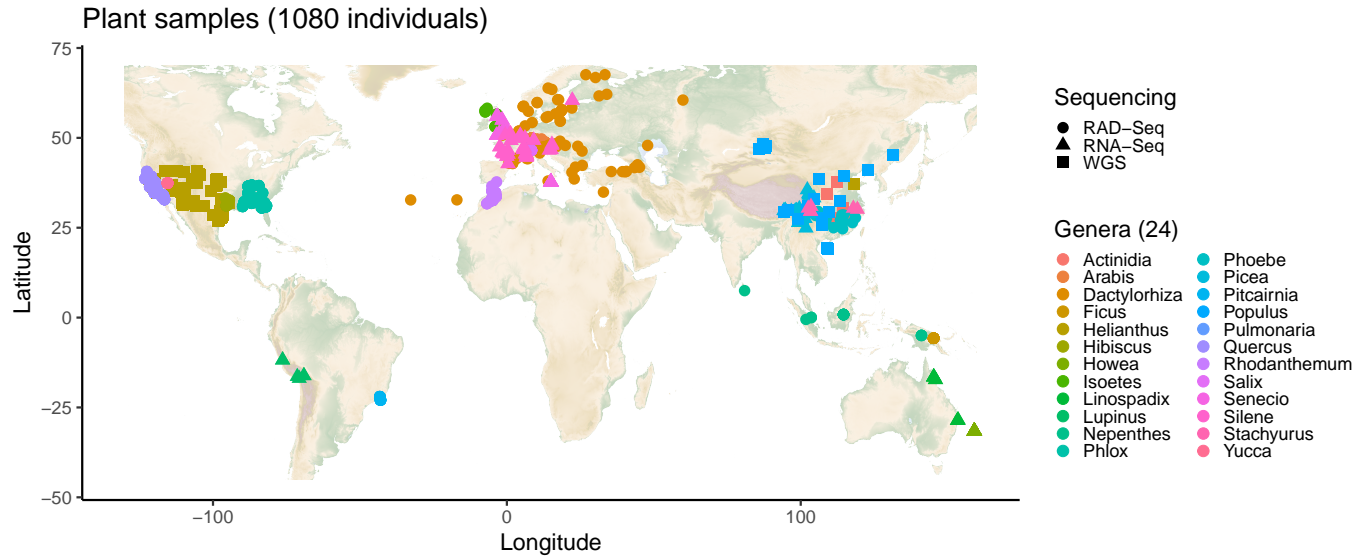 Plant samples (1080 individuals)
75
50
25
0
−25
−50
Latitude
−100
0
100
Longitude
Sequencing
RAD−Seq
RNA−Seq
WGS
Genera (24)
Actinidia
Arabis
Dactylorhiza
Ficus
Helianthus
Hibiscus
Howea
Isoetes
Linospadix
Lupinus
Nepenthes
Phlox
Phoebe
Picea
Pitcairnia
Populus
Pulmonaria
Quercus
Rhodanthemum
Salix
Senecio
Silene
Stachyurus
Yucca